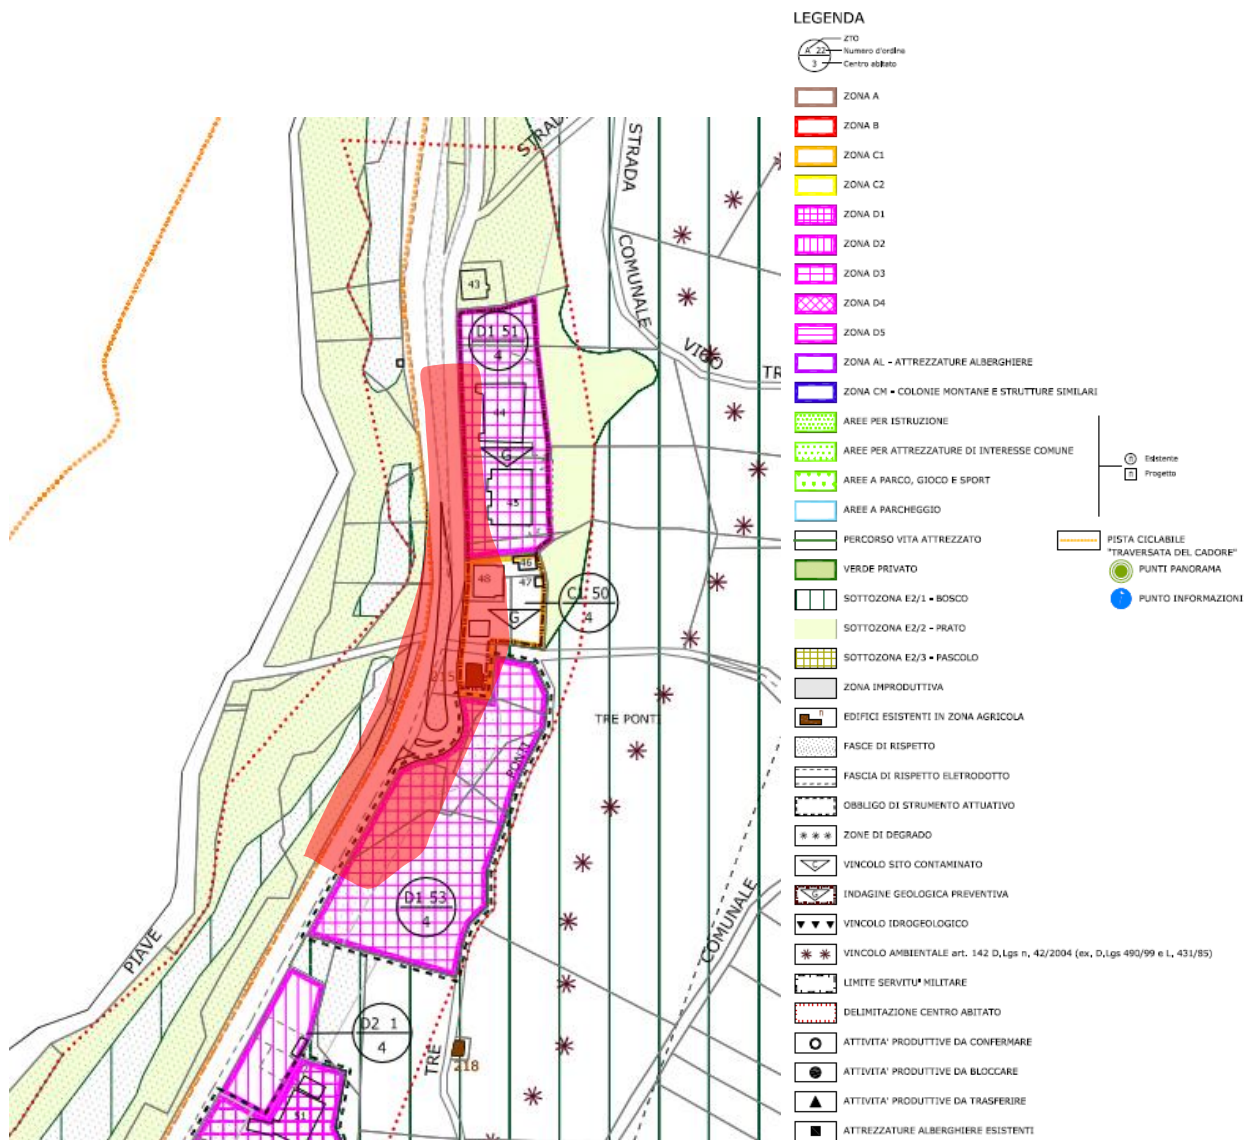 LEGENDA
ZTO
A 22
Numero d'ordine
3
Centro abitato
ZONA A
ZONA B
ZONA C1
ZONA C2
ZONA D1
ZONA D2
ZONA D3
ZONA D4
ZONA D5
ZONA AL - ATTREZZATURE ALBERGHIERE
ZONA CM - COLONIE MONTANE E STRUTTURE SIMILARI
AREE PER ISTRUZIONE
AREE PER ATTREZZATURE DI INTERESSE COMUNE
n Esistente
n Progetto
AREE A PARCO, GIOCO E SPORT
AREE A PARCHEGGIO
PERCORSO VITA ATTREZZATO
PISTA CICLABILE
"TRAVERSATA DEL CADORE"
VERDE PRIVATO
PUNTI PANORAMA
SOTTOZONA E2/1 - BOSCO
PUNTO INFORMAZIONI
SOTTOZONA E2/2 - PRATO
SOTTOZONA E2/3 - PASCOLO
ZONA IMPRODUTTIVA
n
EDIFICI ESISTENTI IN ZONA AGRICOLA
FASCE DI RISPETTO
FASCIA DI RISPETTO ELETRODOTTO
OBBLIGO DI STRUMENTO ATTUATIVO
ZONE DI DEGRADO
C
VINCOLO SITO CONTAMINATO
G
INDAGINE GEOLOGICA PREVENTIVA
VINCOLO IDROGEOLOGICO
VINCOLO AMBIENTALE art. 142 D.Lgs n. 42/2004 (ex. D.Lgs 490/99 e L. 431/85)
LIMITE SERVITU' MILITARE
DELIMITAZIONE CENTRO ABITATO
ATTIVITA' PRODUTTIVE DA CONFERMARE
ATTIVITA' PRODUTTIVE DA BLOCCARE
ATTIVITA' PRODUTTIVE DA TRASFERIRE
ATTREZZATURE ALBERGHIERE ESISTENTI
STRAD
STRADA
COMUNALE
VIGO
TR
43
D1 51
4
44
G
45
46
47
48
C1 50
4
G
215
TRE PONTI
PONTI
D1 53
4
COMUNALE
PIAVE
D2 1
4
TRE
218
51